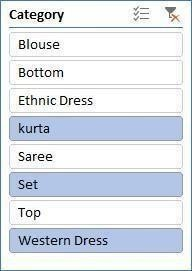 Category
Blouse
Bottom
Ethnic Dress
kurta
Saree
Set
Top
Western Dress